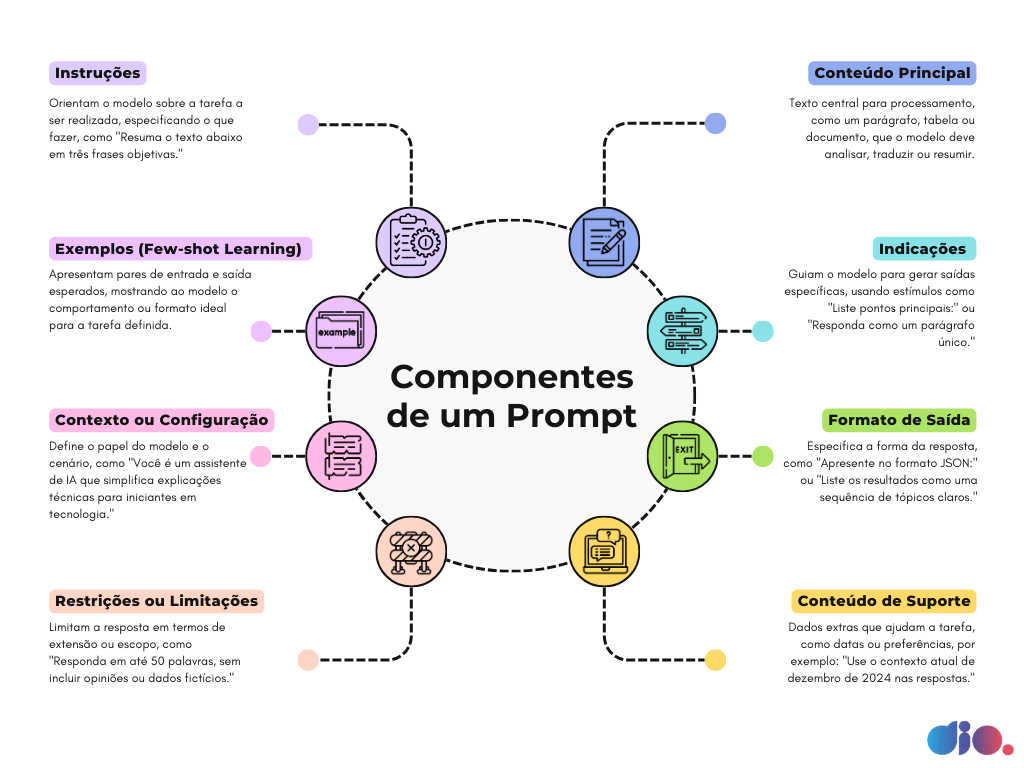 Instruções
Orientam o modelo sobre a tarefa a
ser realizada, especificando o que
fazer, como "Resuma o texto abaixo
em três frases objetivas."
Exemplos (Few-shot Learning)
Apresentam pares de entrada e saída
esperados, mostrando ao modelo o
comportamento ou formato ideal
para a tarefa definida.
Contexto ou Configuração
Define o papel do modelo e o
cenário, como "Você é um assistente
de IA que simplifica explicações
técnicas para iniciantes em
tecnologia."
Restrições ou Limitações
Limitam a resposta em termos de
extensão ou escopo, como
"Responda em até 50 palavras, sem
incluir opiniões ou dados fictícios."
example
Componentes
de um Prompt
EXIT
?
Conteúdo Principal
Texto central para processamento,
como um parágrafo, tabela ou
documento, que o modelo deve
analisar, traduzir ou resumir.
Indicações
Guiam o modelo para gerar saídas
específicas, usando estímulos como
"Liste pontos principais:" ou
"Responda como um parágrafo
único."
Formato de Saída
Especifica a forma da resposta,
como "Apresente no formato JSON:"
ou "Liste os resultados como uma
sequência de tópicos claros."
Conteúdo de Suporte
Dados extras que ajudam a tarefa,
como datas ou preferências, por
exemplo: "Use o contexto atual de
dezembro de 2024 nas respostas."
dio.